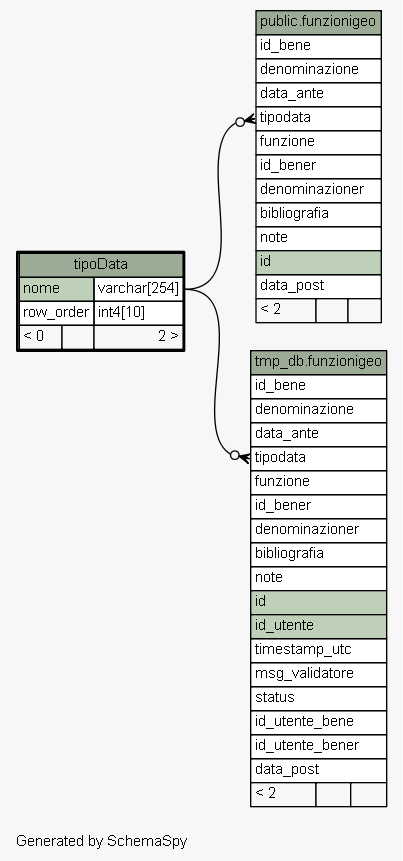 public.funzionigeo
id_bene
denominazione
data_ante
tipodata
funzione
id_bener
denominazioner
bibliografia
note
id
data_post
< 2
tipoData
nome varchar[254]
row_order int4[10]
< 0 2 >
tmp_db.funzionigeo
id_bene
denominazione
data_ante
tipodata
funzione
id_bener
denominazioner
bibliografia
note
id
id_utente
timestamp_utc
msg_validatore
status
id_utente_bene
id_utente_bener
data_post
< 2
Generated by SchemaSpy